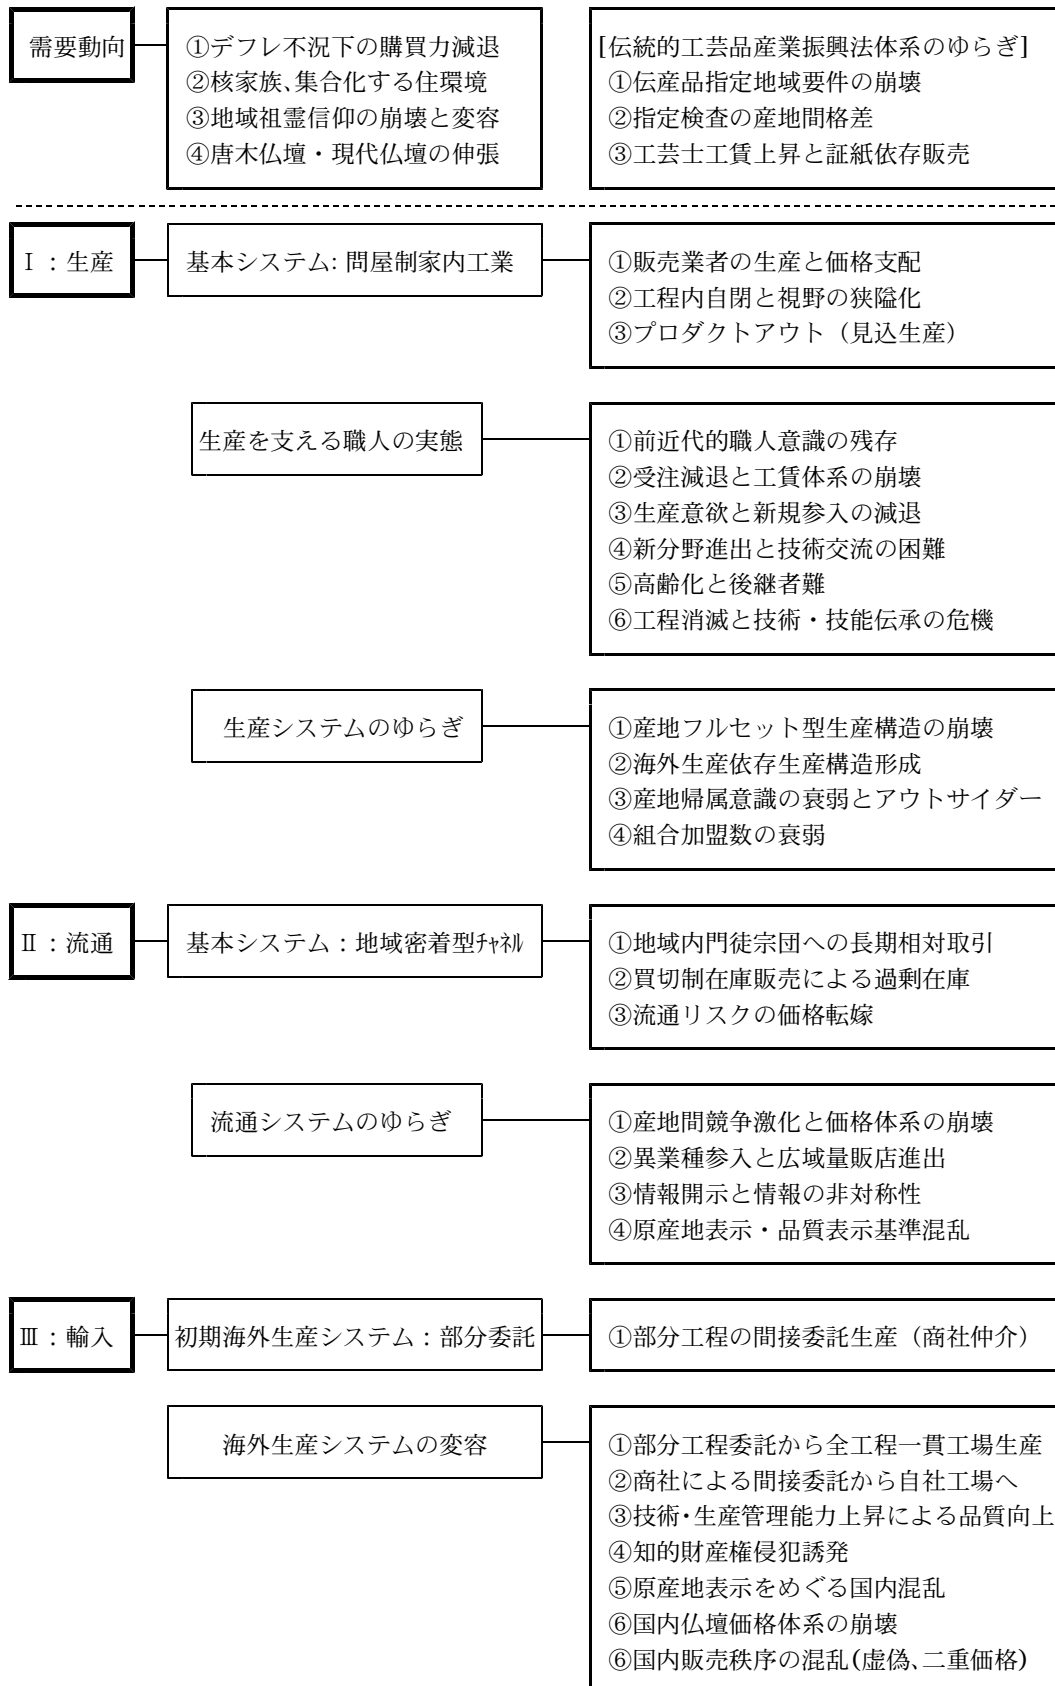 需要動向
①デフレ不況下の購買力減退
②核家族､集合化する住環境
③地域祖霊信仰の崩壊と変容
④唐木仏壇・現代仏壇の伸張
[伝統的工芸品産業振興法体系のゆらぎ]
①伝産品指定地域要件の崩壊
②指定検査の産地間格差
③工芸士工賃上昇と証紙依存販売
Ⅰ：生産
基本システム: 問屋制家内工業
①販売業者の生産と価格支配
②工程内自閉と視野の狭隘化
③プロダクトアウト（見込生産）
生産を支える職人の実態
①前近代的職人意識の残存
②受注減退と工賃体系の崩壊
③生産意欲と新規参入の減退
④新分野進出と技術交流の困難
⑤高齢化と後継者難
⑥工程消滅と技術・技能伝承の危機
生産システムのゆらぎ
①産地フルセット型生産構造の崩壊
②海外生産依存生産構造形成
③産地帰属意識の衰弱とアウトサイダー
④組合加盟数の衰弱
Ⅱ：流通
基本システム：地域密着型ﾁｬﾈﾙ
①地域内門徒宗団への長期相対取引
②買切制在庫販売による過剰在庫
③流通リスクの価格転嫁
流通システムのゆらぎ
①産地間競争激化と価格体系の崩壊
②異業種参入と広域量販店進出
③情報開示と情報の非対称性
④原産地表示・品質表示基準混乱
Ⅲ：輸入
初期海外生産システム：部分委託
①部分工程の間接委託生産（商社仲介）
海外生産システムの変容
①部分工程委託から全工程一貫工場生産
②商社による間接委託から自社工場へ
③技術･生産管理能力上昇による品質向上
④知的財産権侵犯誘発
⑤原産地表示をめぐる国内混乱
⑥国内仏壇価格体系の崩壊
⑥国内販売秩序の混乱(虚偽､二重価格)